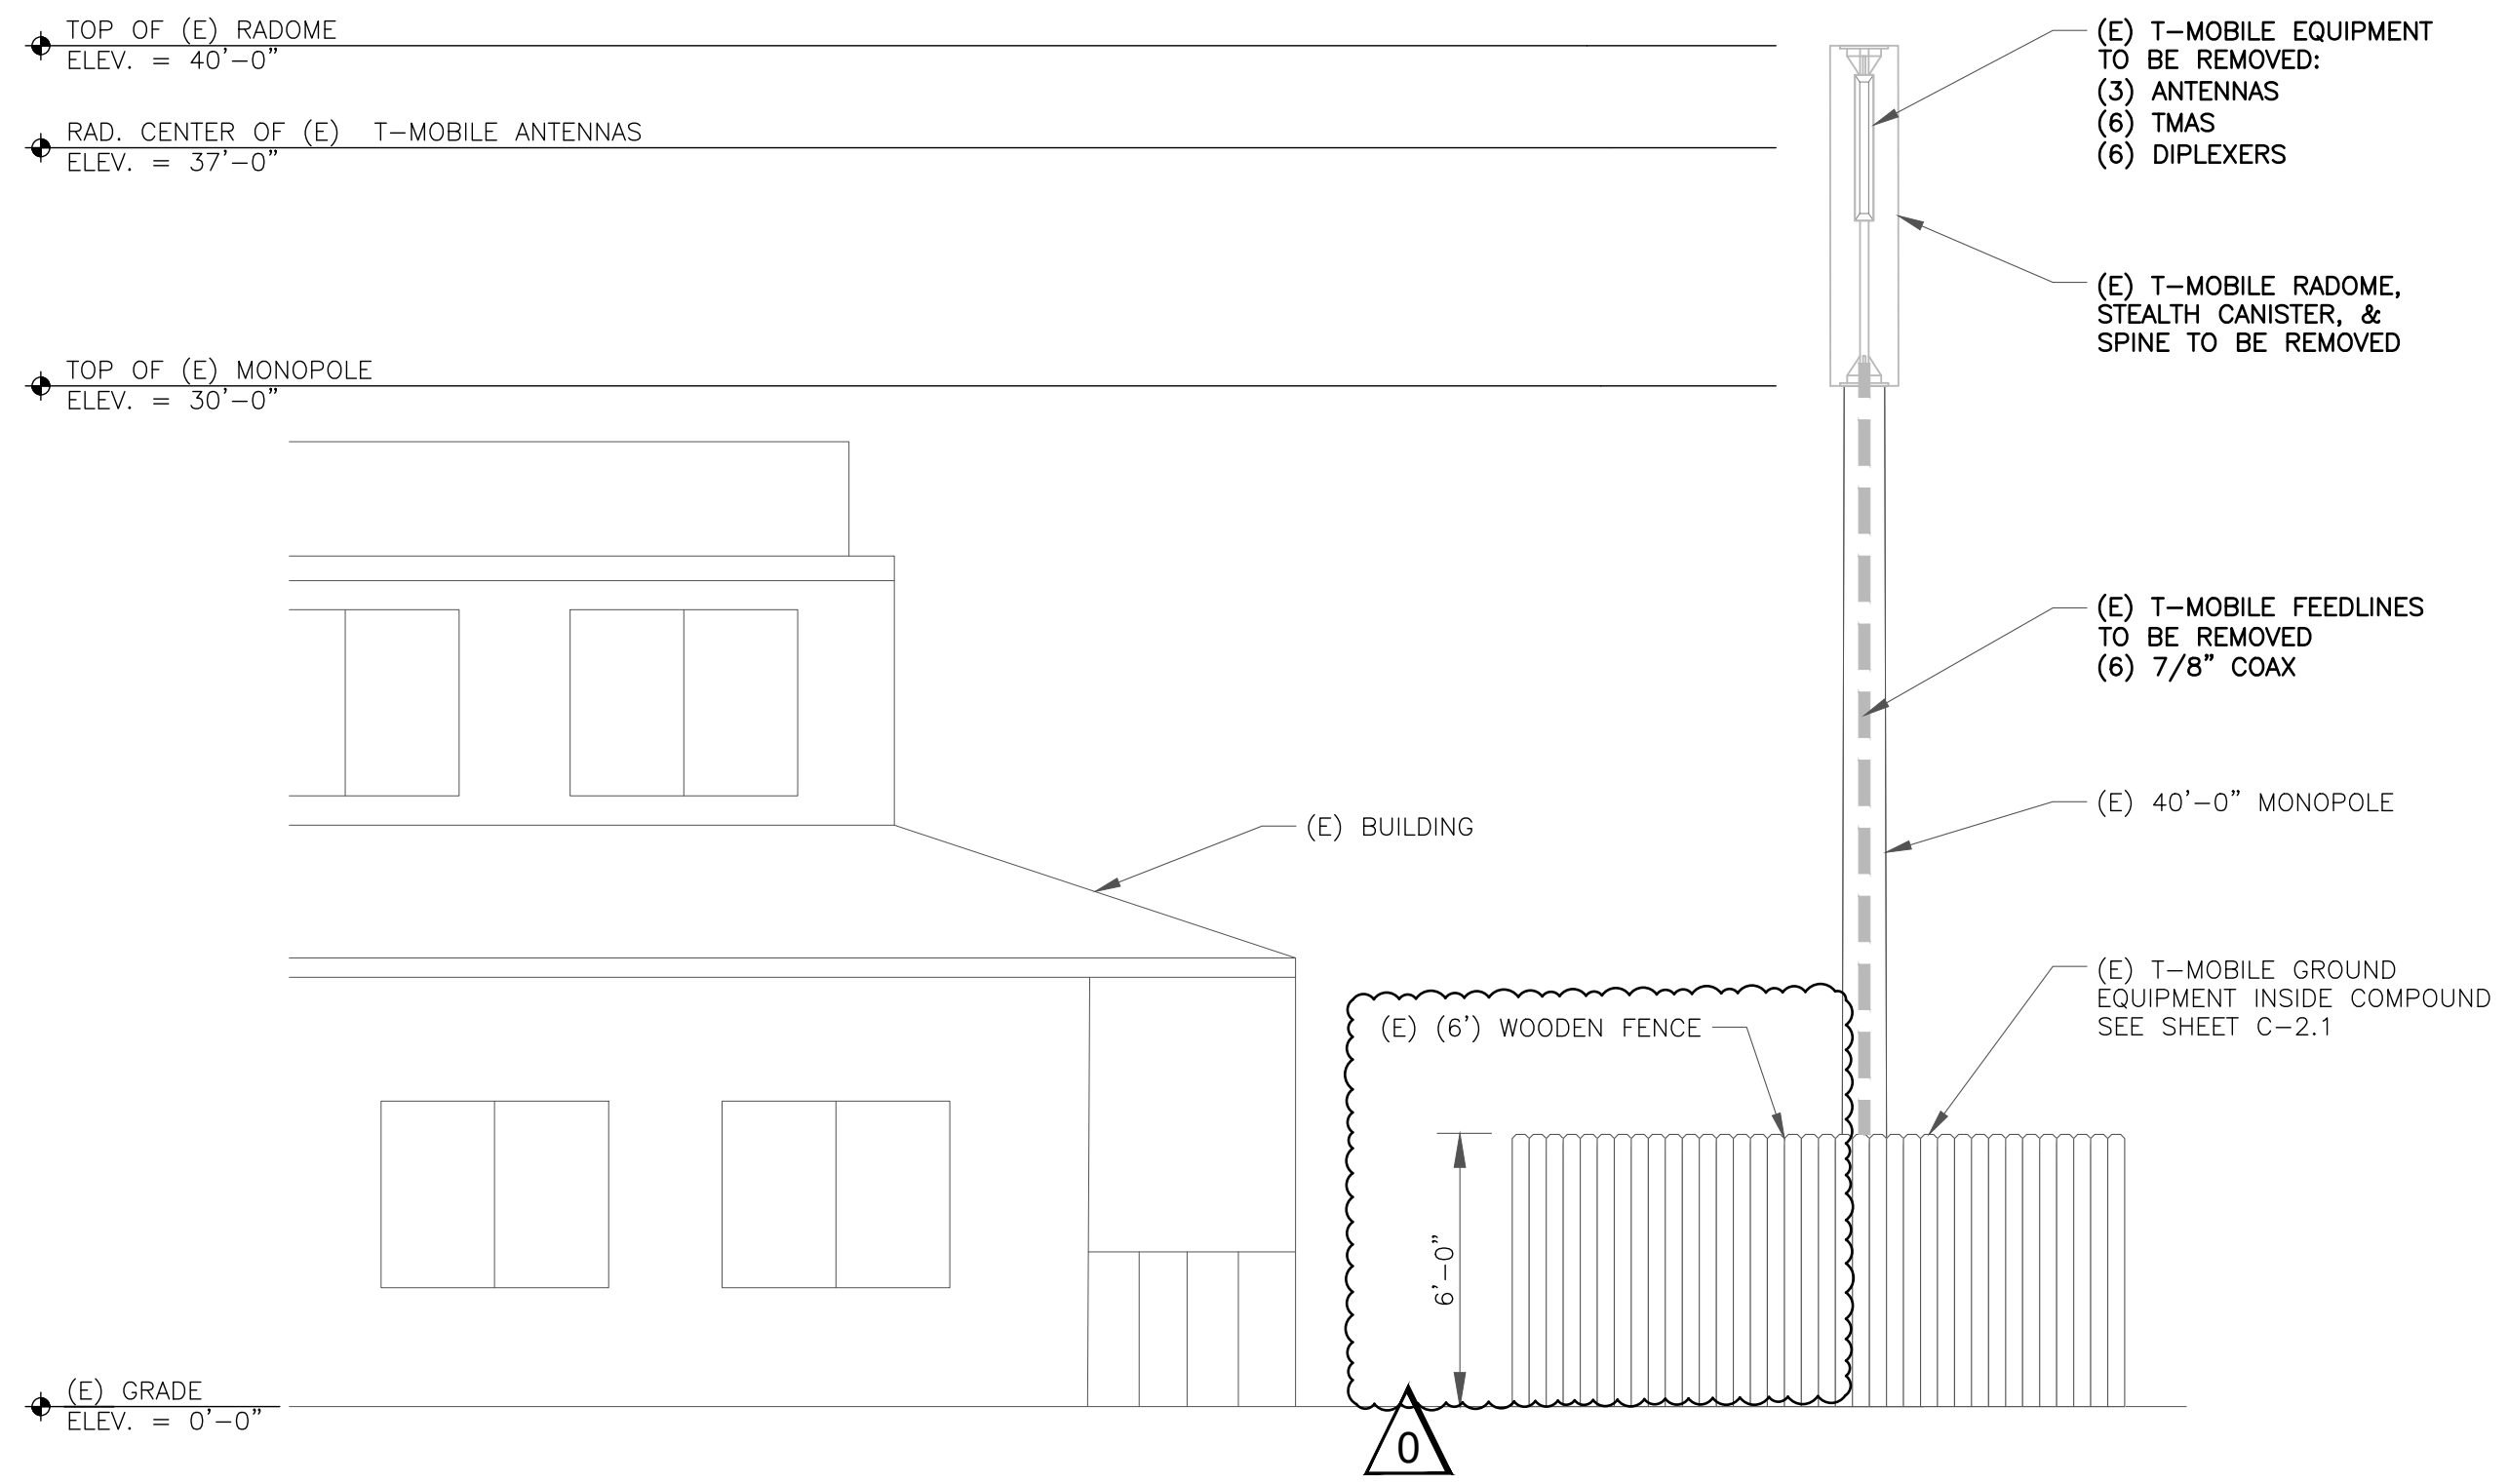 TOP OF (E) RADOME
ELEV. = 40'-0"
RAD. CENTER OF (E) T-MOBILE ANTENNAS
ELEV. = 37'-0"
TOP OF (E) MONOPOLE
ELEV. = 30'-0"
(E) GRADE
ELEV. = 0'-0"
(E) BUILDING
(E) (6') WOODEN FENCE
6'-0"
0
(E) T-MOBILE EQUIPMENT
TO BE REMOVED:
(3) ANTENNAS
(6) TMAS
(6) DIPLEXERS
(E) T-MOBILE RADOME,
STEALTH CANISTER, &
SPINE TO BE REMOVED
(E) T-MOBILE FEEDLINES
TO BE REMOVED
(6) 7/8" COAX
(E) 40'-0" MONOPOLE
(E) T-MOBILE GROUND
EQUIPMENT INSIDE COMPOUND
SEE SHEET C-2.1